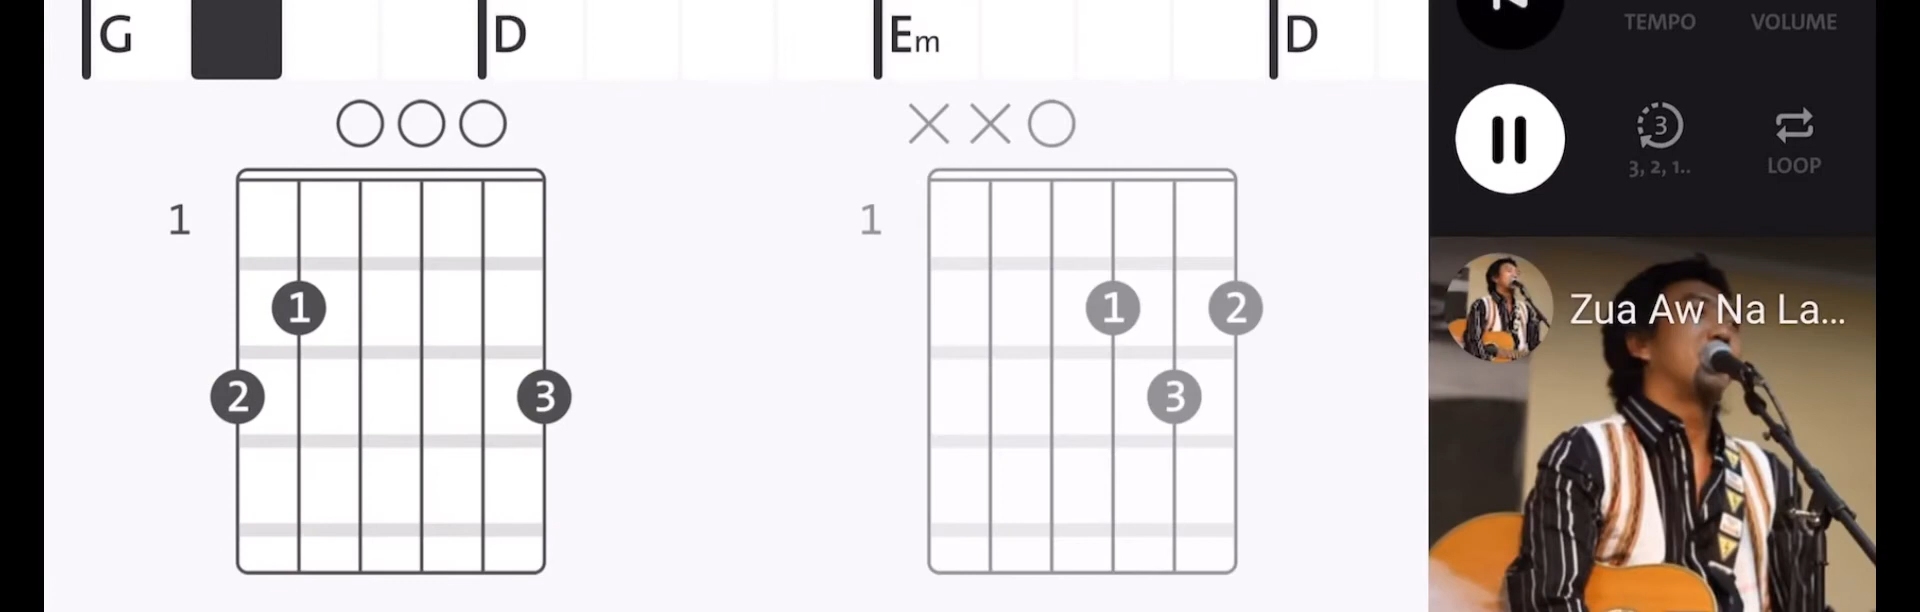 G D Em D
TEMPO VOLUME
1
1
2 3
1
1 2
3
3
3, 2, 1.. LOOP
Zua Aw Na La...